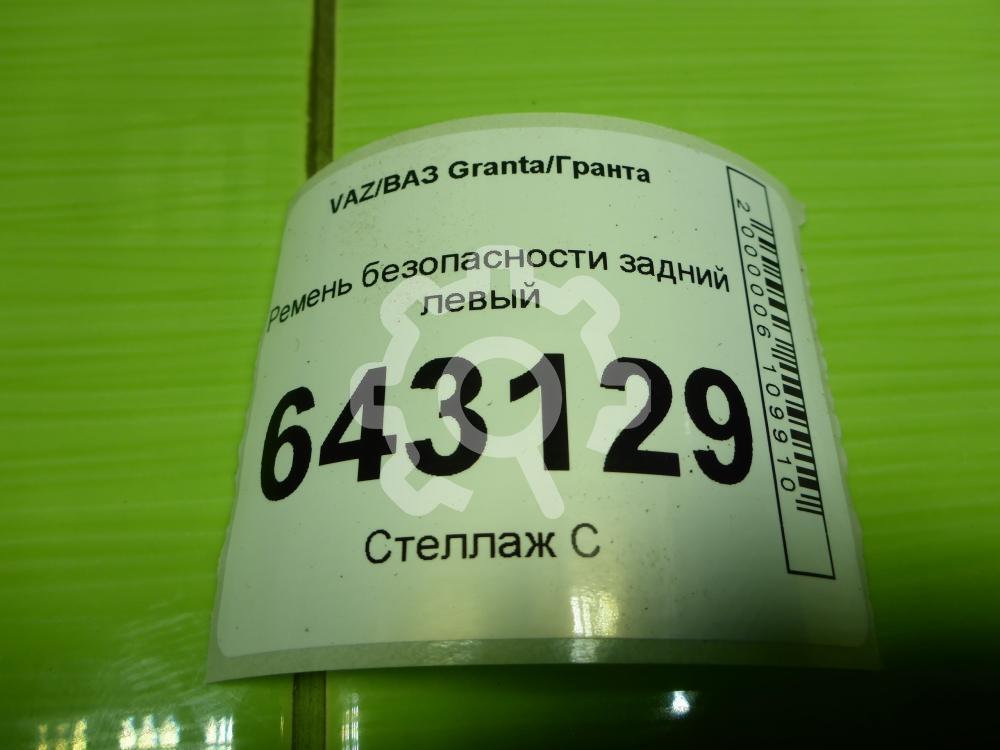 VAZ/ВАЗ Granta/Гранта
Ремень безопасности задний
левый
643129
Стеллаж С
2000006109910